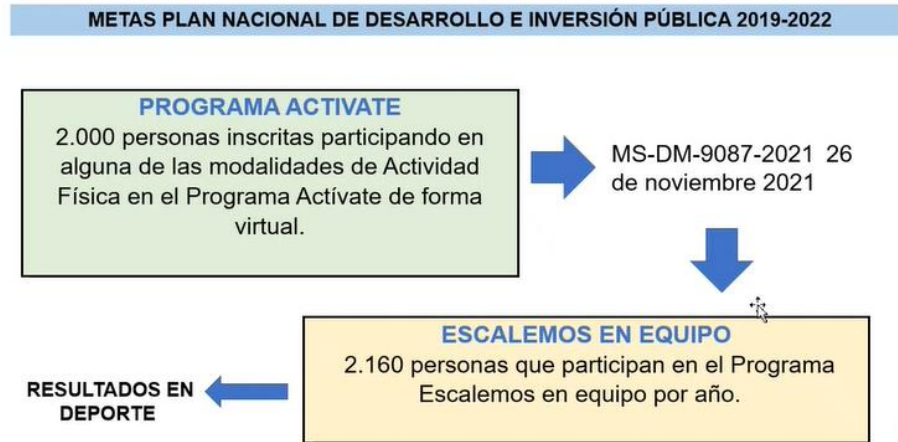 METAS PLAN NACIONAL DE DESARROLLO E INVERSIÓN PÚBLICA 2019-2022
PROGRAMA ACTIVATE
2.000 personas inscritas participando en
alguna de las modalidades de Actividad
Física en el Programa Actívate de forma
virtual.
MS-DM-9087-2021 26
de noviembre 2021
ESCALEMOS EN EQUIPO
2.160 personas que participan en el Programa
Escalemos en equipo por año.
RESULTADOS EN
DEPORTE